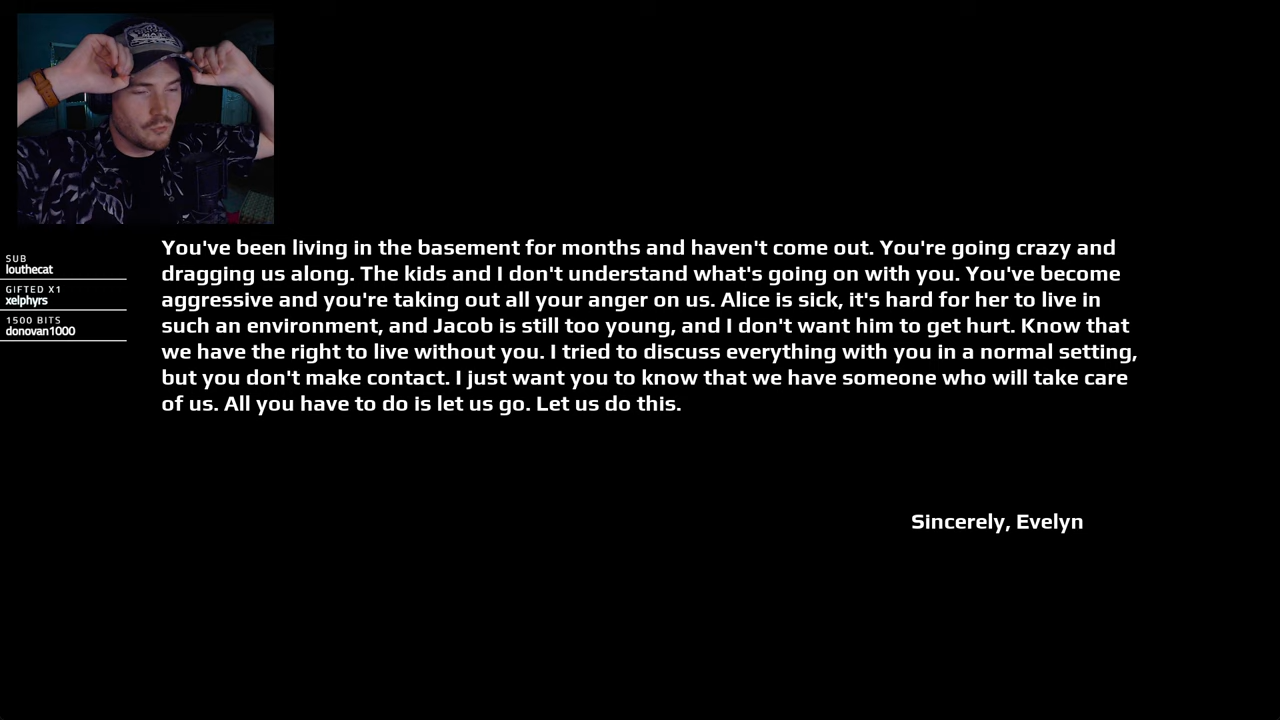 SUB
louthecat
GIFTED X1
xelphyrs
1500 BITS
donovan1000
You've been living in the basement for months and haven't come out. You're going crazy and
dragging us along. The kids and I don't understand what's going on with you. You've become
aggressive and you're taking out all your anger on us. Alice is sick, it's hard for her to live in
such an environment, and Jacob is still too young, and I don't want him to get hurt. Know that
we have the right to live without you. I tried to discuss everything with you in a normal setting,
but you don't make contact. I just want you to know that we have someone who will take care
of us. All you have to do is let us go. Let us do this.
Sincerely, Evelyn